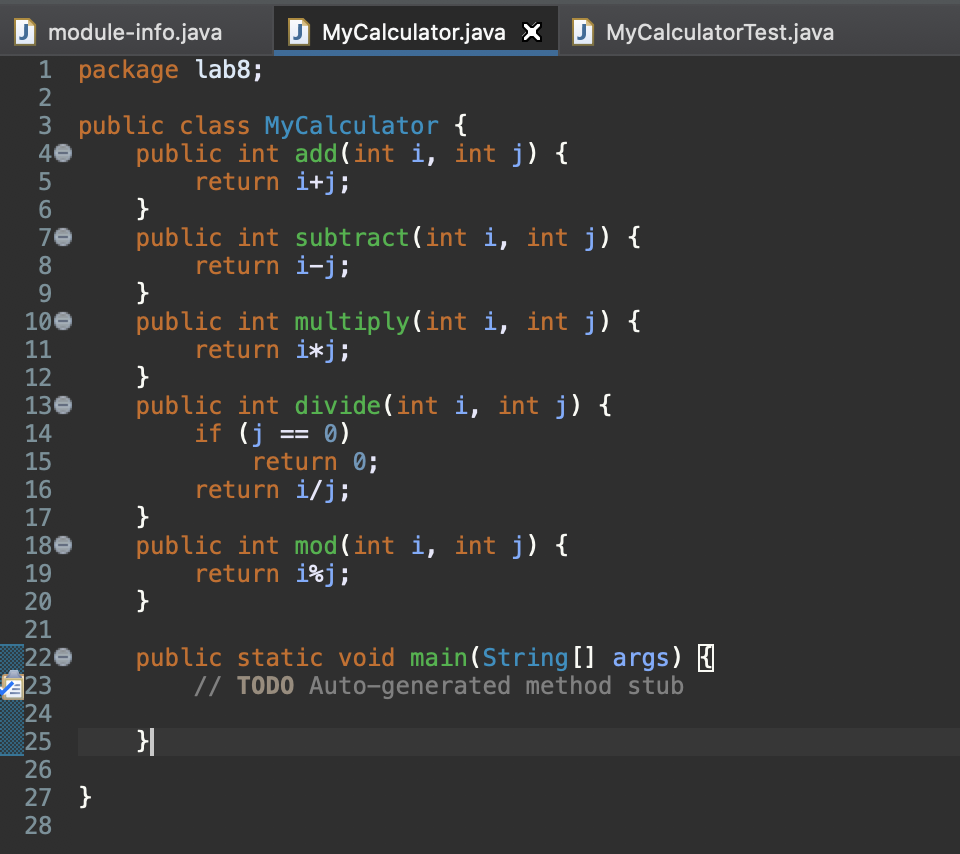 module-info.java MyCalculator.java MyCalculatorTest.java
1 package lab8;
2
3 public class MyCalculator {
4 public int add(int i, int j) {
5 return i+j;
6 }
7 public int subtract(int i, int j) {
8 return i-j;
9 }
10 public int multiply(int i, int j) {
11 return i*j;
12 }
13 public int divide(int i, int j) {
14 if (j == 0)
15 return 0;
16 return i/j;
17 }
18 public int mod(int i, int j) {
19 return i%j;
20 }
21
22 public static void main(String[] args) {
23 // TODO Auto-generated method stub
24
25 }
26
27 }
28